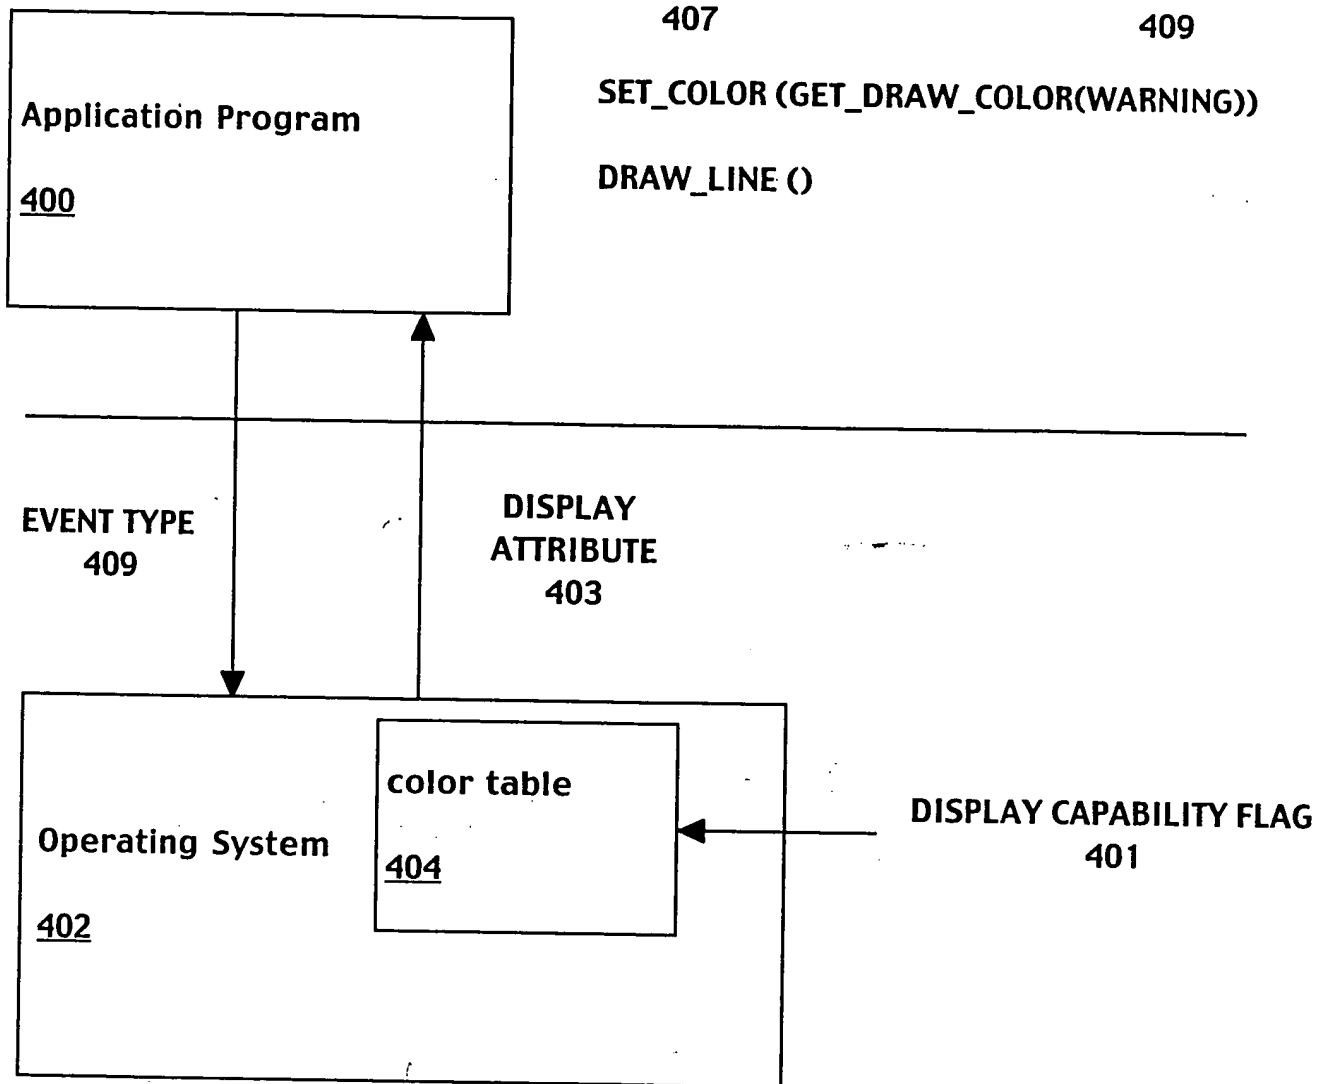 407 409
SET_COLOR (GET_DRAW_COLOR(WARNING))
DRAW_LINE ()
Application Program
400
EVENT TYPE
409
DISPLAY
ATTRIBUTE
403
color table
404
Operating System
402
DISPLAY CAPABILITY FLAG
401